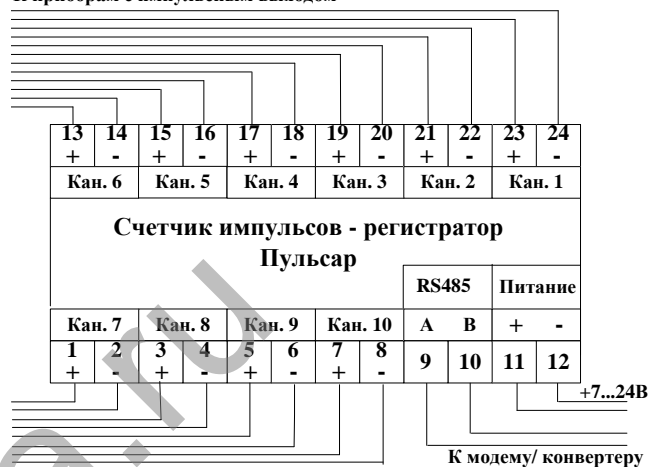 К приборам с импульсным выходом
13 14 15 16 17 18 19 20 21 22 23 24
+ - + - + - + - + - + -
Кан. 6 Кан. 5 Кан. 4 Кан. 3 Кан. 2 Кан. 1
Счетчик импульсов - регистратор
Пульсар
RS485 Питание
Кан. 7 Кан. 8 Кан. 9 Кан. 10 A B + -
1 2 3 4 5 6 7 8 9 10 11 12
+ - + - + - + -
+7...24В
К модему/ конвертеру